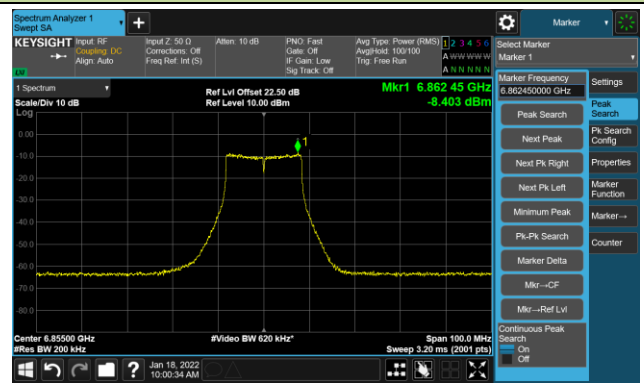 Spectrum Analyzer 1
Swept SA
Marker
KEYSIGHT
Input: RF
Coupling: DC
Align: Auto
Input Z: 50 Ω
Corrections: Off
Freq Ref: Int (S)
Atten: 10 dB
PNO: Fast
Gate: Off
IF Gain: Low
Sig Track: Off
Avg Type: Power (RMS)
Avg|Hold: 100/100
Trig: Free Run
1 2 3 4 5 6
A W W W W W
A N N N N N
LVI
Select Marker
Marker 1
1 Spectrum
Scale/Div 10 dB
Log
Ref Lvl Offset 22.50 dB
Ref Level 10.00 dBm
Mkr1 6.862 45 GHz
-8.403 dBm
0.00
-10.0
-20.0
-30.0
-40.0
-50.0
-60.0
-70.0
-80.0
1
Center 6.85500 GHz
#Res BW 200 kHz
#Video BW 620 kHz*
Span 100.0 MHz
Sweep 3.20 ms (2001 pts)
Marker Frequency
6.862450000 GHz
Peak Search
Next Peak
Next Pk Right
Next Pk Left
Minimum Peak
Pk-Pk Search
Marker Delta
Mkr→CF
Mkr→Ref Lvl
Continuous Peak
Search
On
Off
Settings
Peak
Search
Pk Search
Config
Properties
Marker
Function
Marker→
Counter
?
Jan 18, 2022
10:00:34 AM